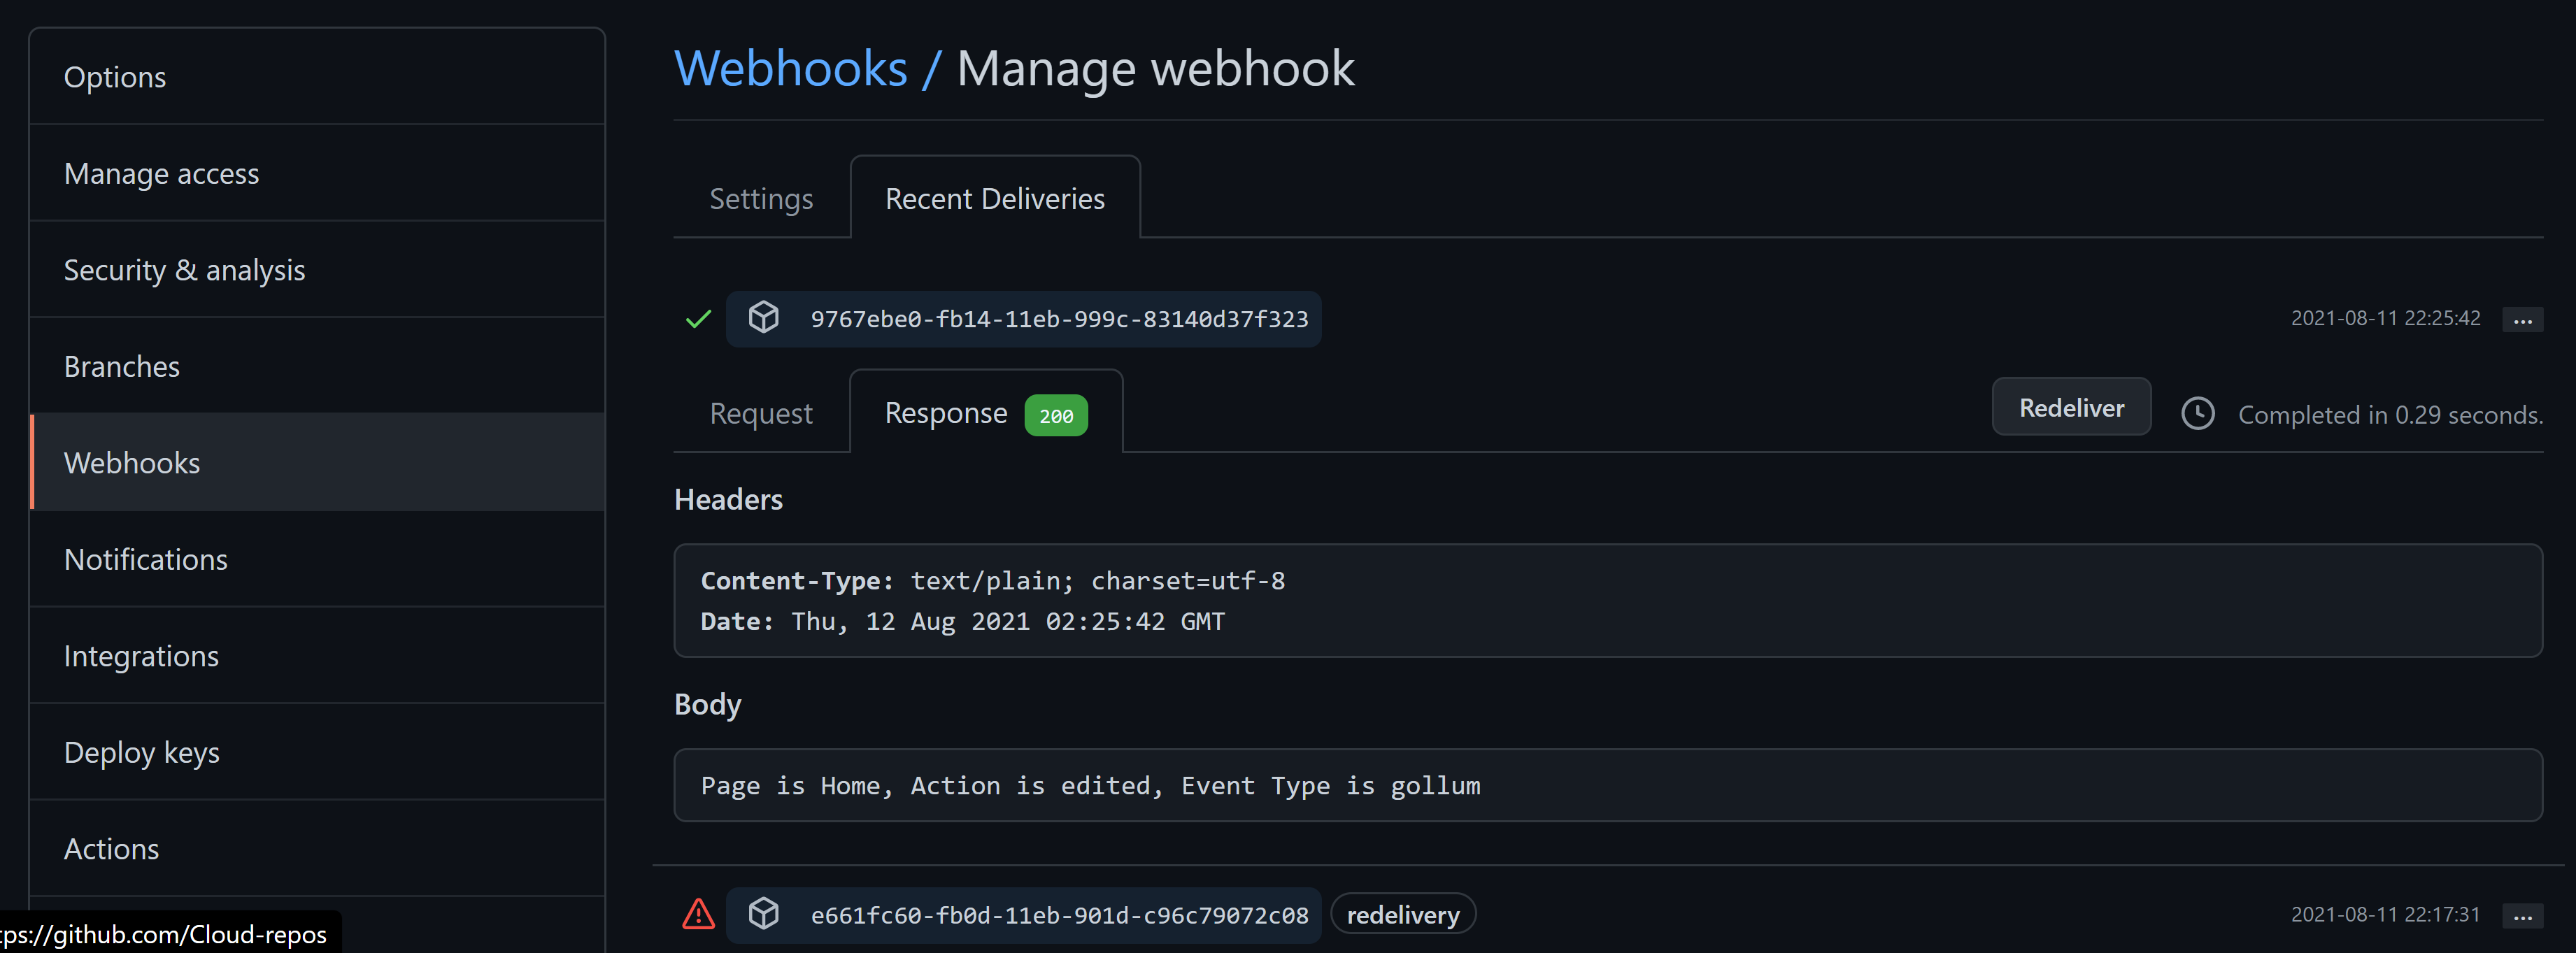 Options
Manage access
Security & analysis
Branches
Webhooks
Notifications
Integrations
Deploy keys
Actions
tps://github.com/Cloud-repos
Webhooks / Manage webhook
Settings Recent Deliveries
9767ebe0-fb14-11eb-999c-83140d37f323 2021-08-11 22:25:42 ...
Request Response 200 Redeliver Completed in 0.29 seconds.
Headers
Content-Type: text/plain; charset=utf-8
Date: Thu, 12 Aug 2021 02:25:42 GMT
Body
Page is Home, Action is edited, Event Type is gollum
e661fc60-fb0d-11eb-901d-c96c79072c08 redelivery 2021-08-11 22:17:31 ...